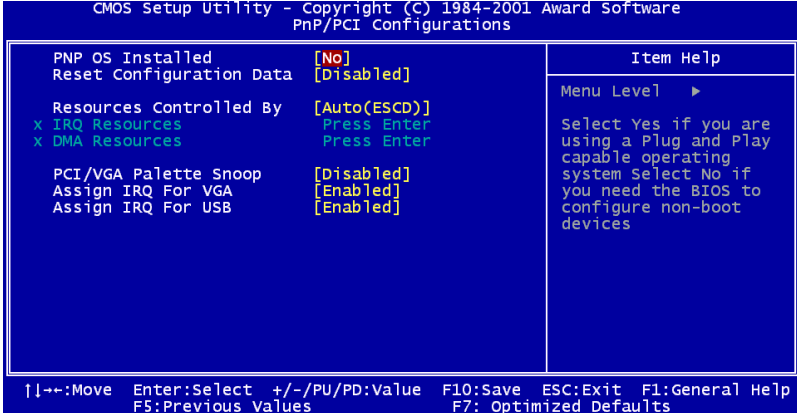 CMOS Setup Utility – Copyright (C) 1984-2001 Award Software
PnP/PCI Configurations
PNP OS Installed [No]
Reset Configuration Data [Disabled]
Resources Controlled By [Auto(ESCD)]
x IRQ Resources Press Enter
x DMA Resources Press Enter
PCI/VGA Palette Snoop [Disabled]
Assign IRQ For VGA [Enabled]
Assign IRQ For USB [Enabled]
Item Help
Menu Level ▶
Select Yes if you are
using a Plug and Play
capable operating
system Select No if
you need the BIOS to
configure non-boot
devices
↑↓→←:Move Enter:Select +/-/PU/PD:Value F10:Save ESC:Exit F1:General Help
F5:Previous Values F7: Optimized Defaults